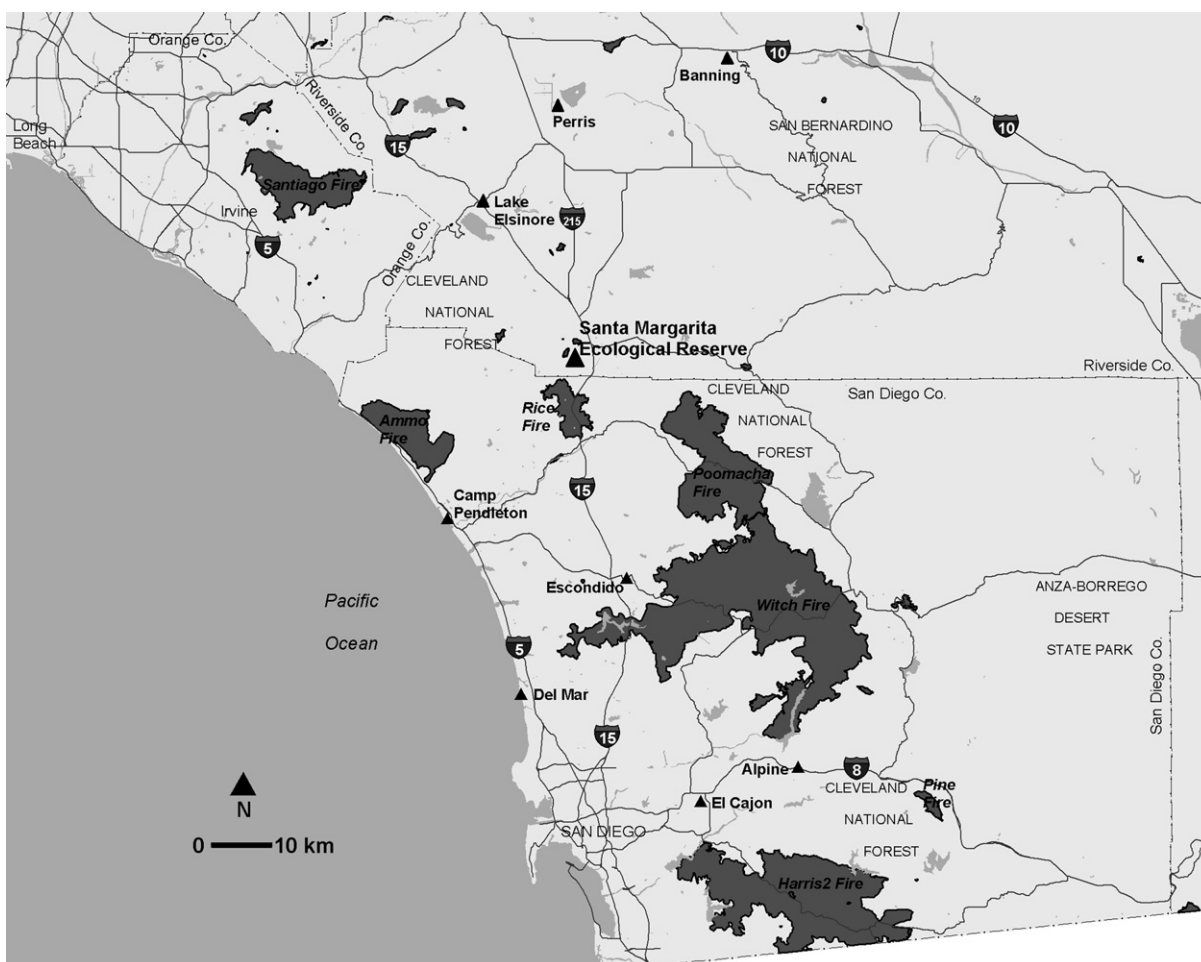 Orange Co.
10
Banning
Riverside Co.
Perris
10
Long
Beach
15
SAN BERNARDINO
NATIONAL
FOREST
10
Santiago Fire
Lake
Elsinore
Irvine
215
5
Orange Co.
CLEVELAND
NATIONAL
FOREST
Santa Margarita
Ecological Reserve
Riverside Co.
San Diego Co.
CLEVELAND
NATIONAL
FOREST
Rice
Fire
Ammo
Fire
Poomacha
Fire
15
Camp
Pendleton
Escondido
ANZA-BORREGO
DESERT
STATE PARK
Witch Fire
Pacific
Ocean
5
San Diego Co.
Del Mar
15
Alpine
8
Pine
Fire
CLEVELAND
NATIONAL
FOREST
El Cajon
N
0 10 km
SAN DIEGO
Harris2 Fire